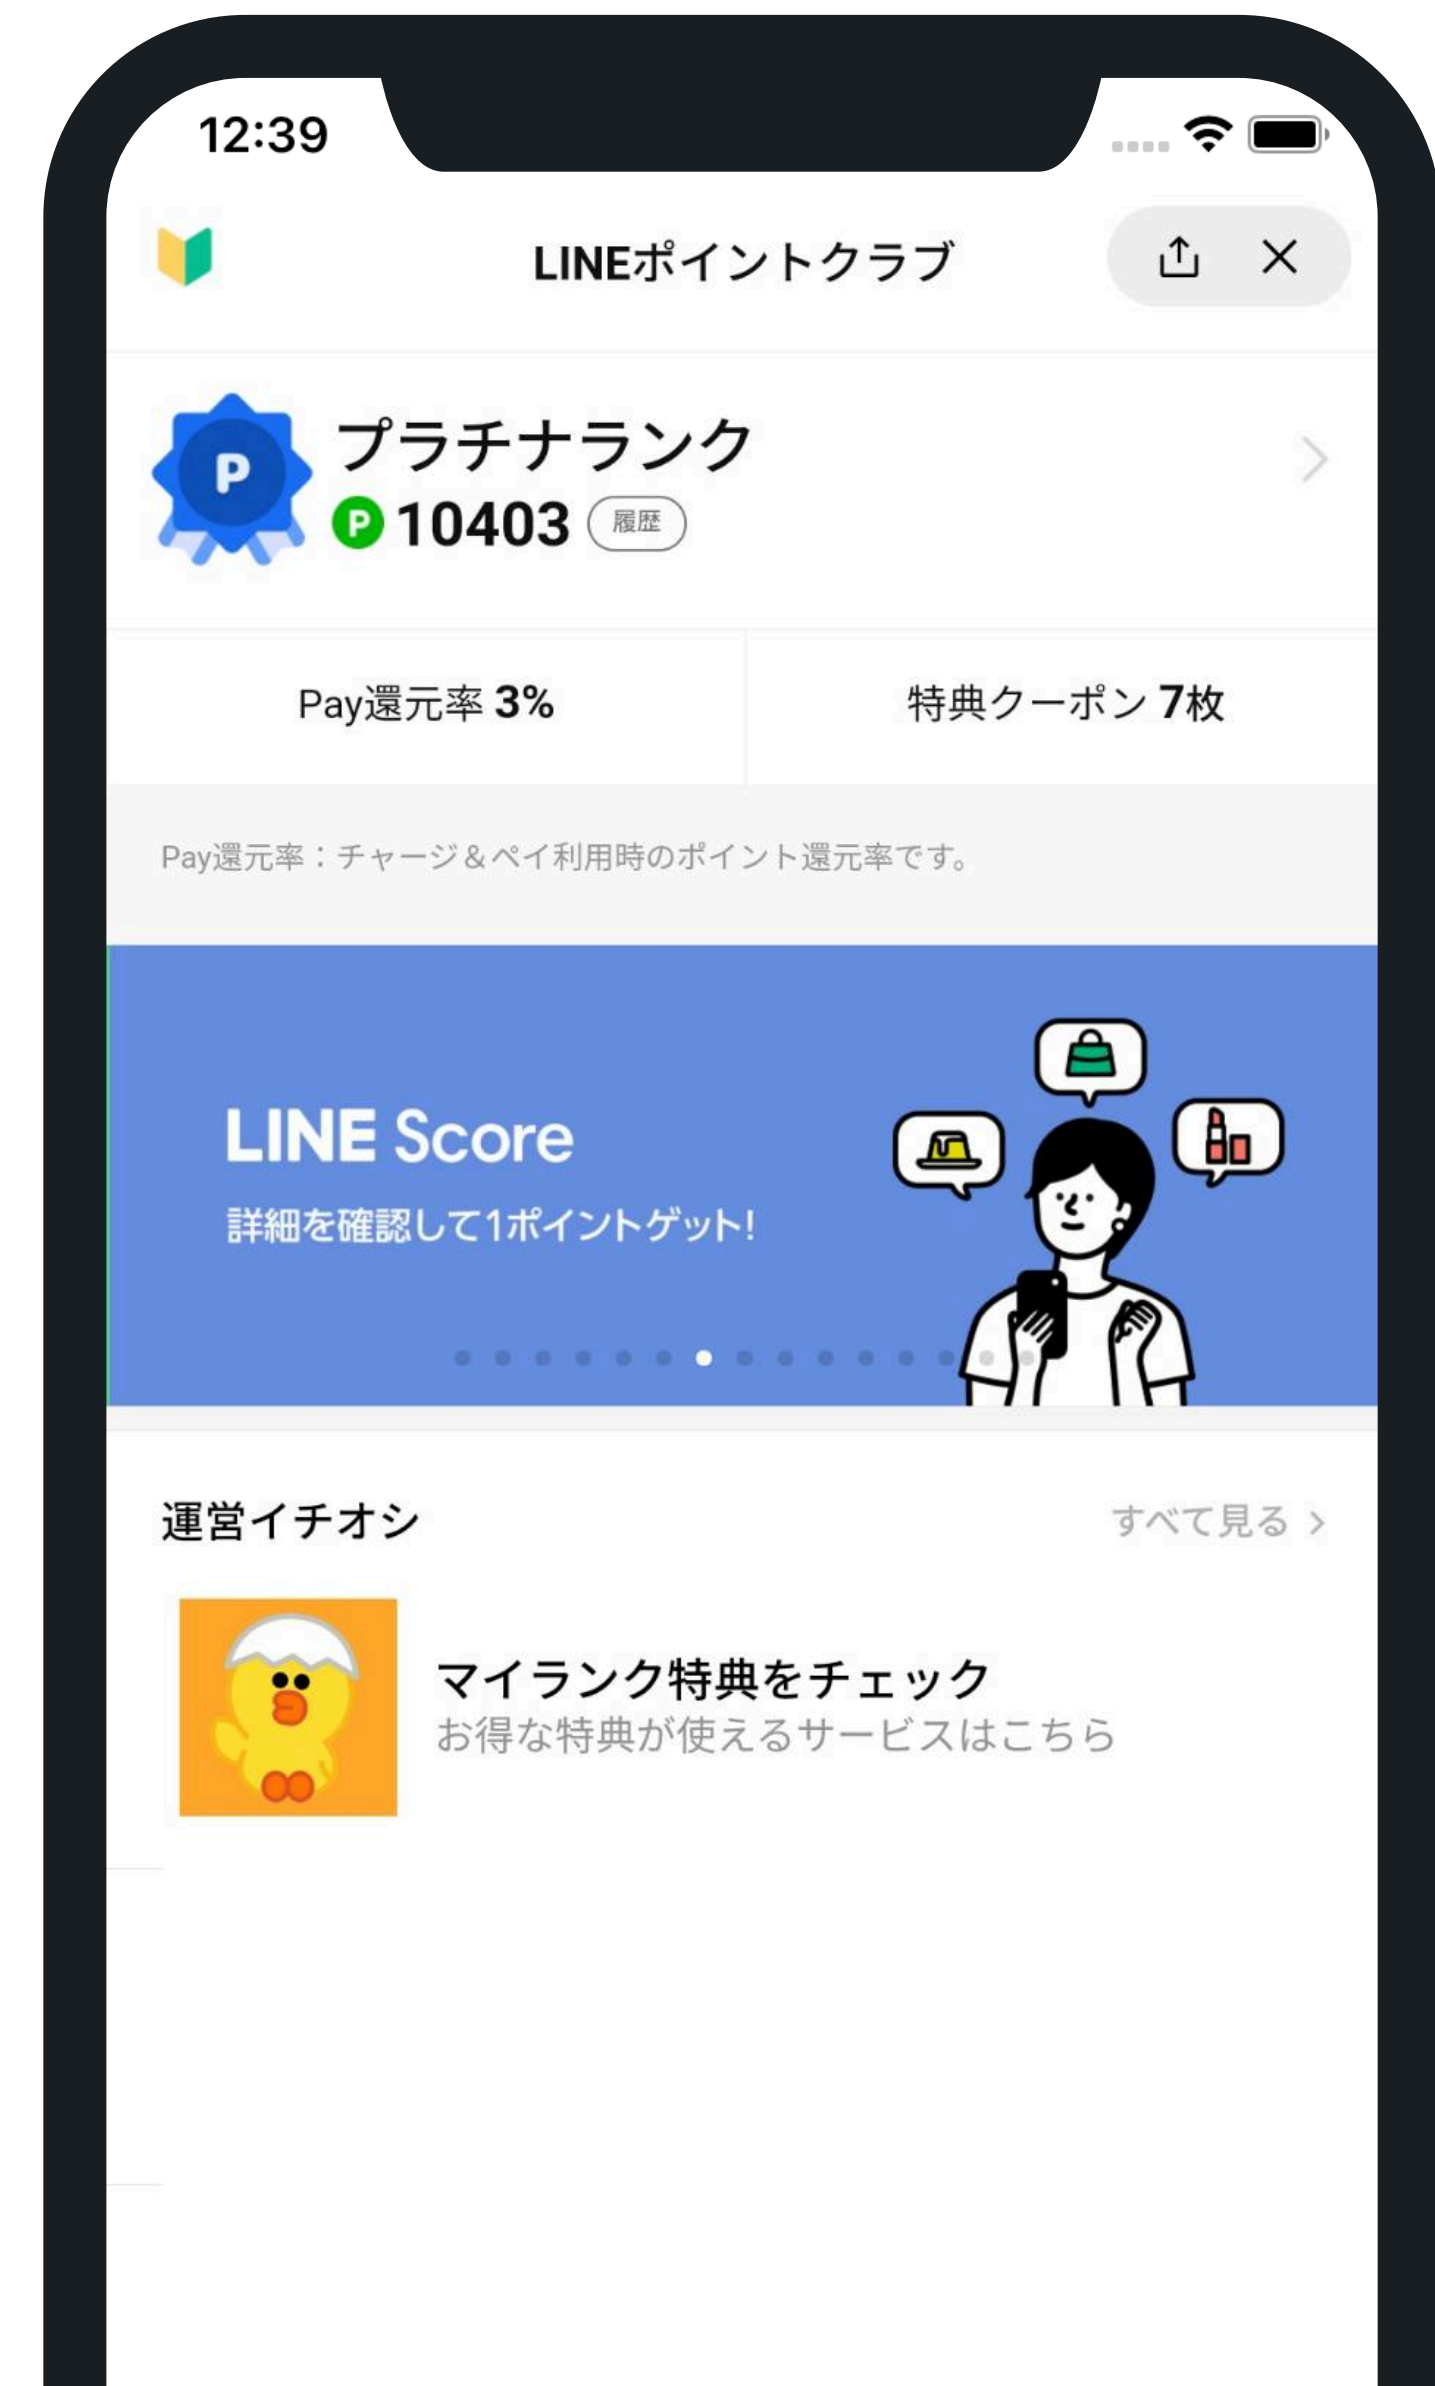 12:39
LINEポイントクラブ
P
プラチナランク
P 10403 履歴
Pay還元率 3%
特典クーポン 7枚
Pay還元率：チャージ＆ペイ利用時のポイント還元率です。
LINE Score
詳細を確認して1ポイントゲット!
運営イチオシ
すべて見る >
マイランク特典をチェック
お得な特典が使えるサービスはこちら